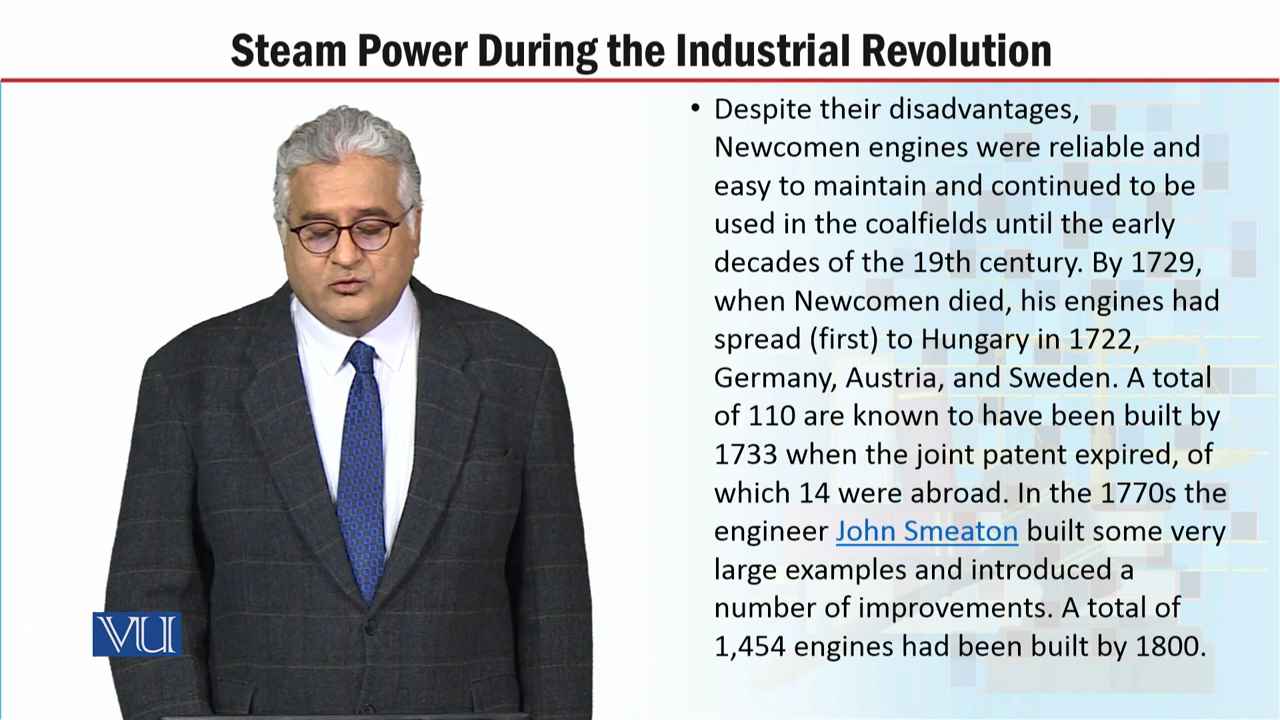 Steam Power During the Industrial Revolution
• Despite their disadvantages,
Newcomen engines were reliable and
easy to maintain and continued to be
used in the coalfields until the early
decades of the 19th century. By 1729,
when Newcomen died, his engines had
spread (first) to Hungary in 1722,
Germany, Austria, and Sweden. A total
of 110 are known to have been built by
1733 when the joint patent expired, of
which 14 were abroad. In the 1770s the
engineer John Smeaton built some very
large examples and introduced a
number of improvements. A total of
1,454 engines had been built by 1800.
VU